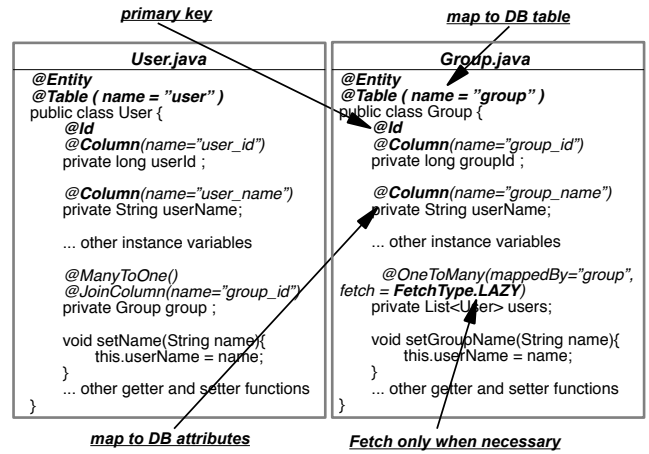 primary key
map to DB table
User.java
@Entity
@Table ( name = ”user” )
public class User {
@Id
@Column(name=”user_id”)
private long userId ;
@Column(name=”user_name”)
private String userName;
... other instance variables
@ManyToOne()
@JoinColumn(name=”group_id”)
private Group group ;
void setName(String name){
this.userName = name;
}
... other getter and setter functions
}
Group.java
@Entity
@Table ( name = ”group” )
public class Group {
@Id
@Column(name=”group_id”)
private long groupId ;
@Column(name=”group_name”)
private String userName;
... other instance variables
@OneToMany(mappedBy=”group”,
fetch = FetchType.LAZY)
private List<User> users;
void setGroupName(String name){
this.userName = name;
}
... other getter and setter functions
}
map to DB attributes
Fetch only when necessary